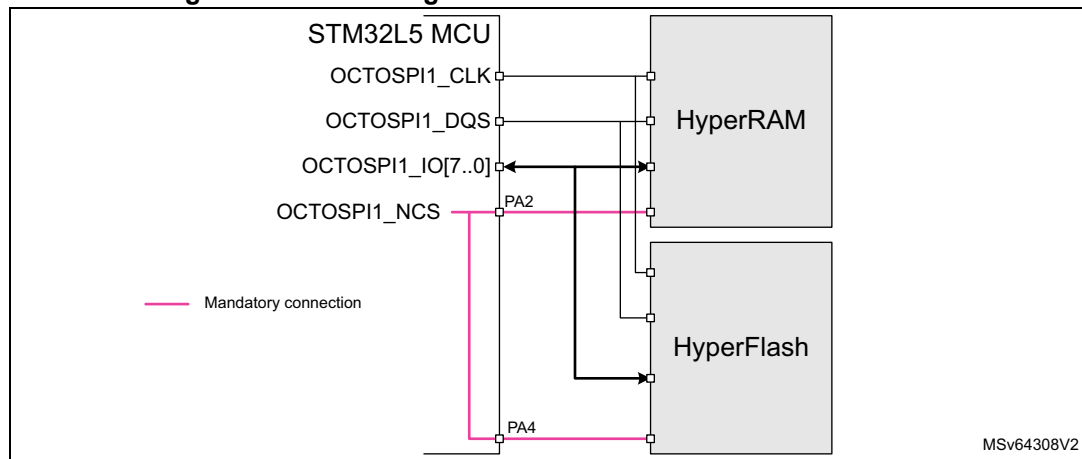 STM32L5 MCU
OCTOSPI1_CLK
OCTOSPI1_DQS
HyperRAM
OCTOSPI1_IO[7..0]
OCTOSPI1_NCS
PA2
Mandatory connection
HyperFlash
PA4
MSv64308V2